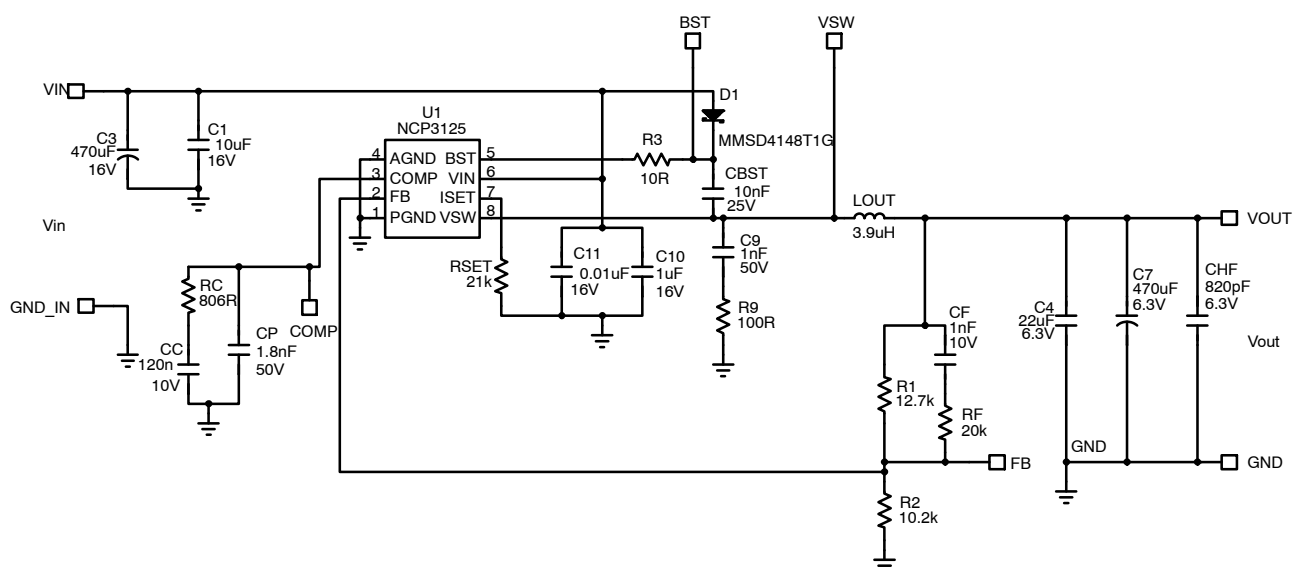 BST
VSW
VIN
D1
MMSD4148T1G
U1
NCP3125
C3
470uF
16V
C1
10uF
16V
R3
10R
4 AGND BST 5
3 COMP VIN 6
2 FB ISET 7
1 PGND VSW 8
CBST
10nF
25V
LOUT
3.9uH
VOUT
Vin
C9
1nF
50V
C11
0.01uF
16V
C10
1uF
16V
RSET
21k
R9
100R
RC
806R
GND_IN
COMP
CP
1.8nF
50V
CC
120n
10V
CF
1nF
10V
C4
22uF
6.3V
C7
470uF
6.3V
CHF
820pF
6.3V
Vout
R1
12.7k
RF
20k
GND
FB
GND
R2
10.2k